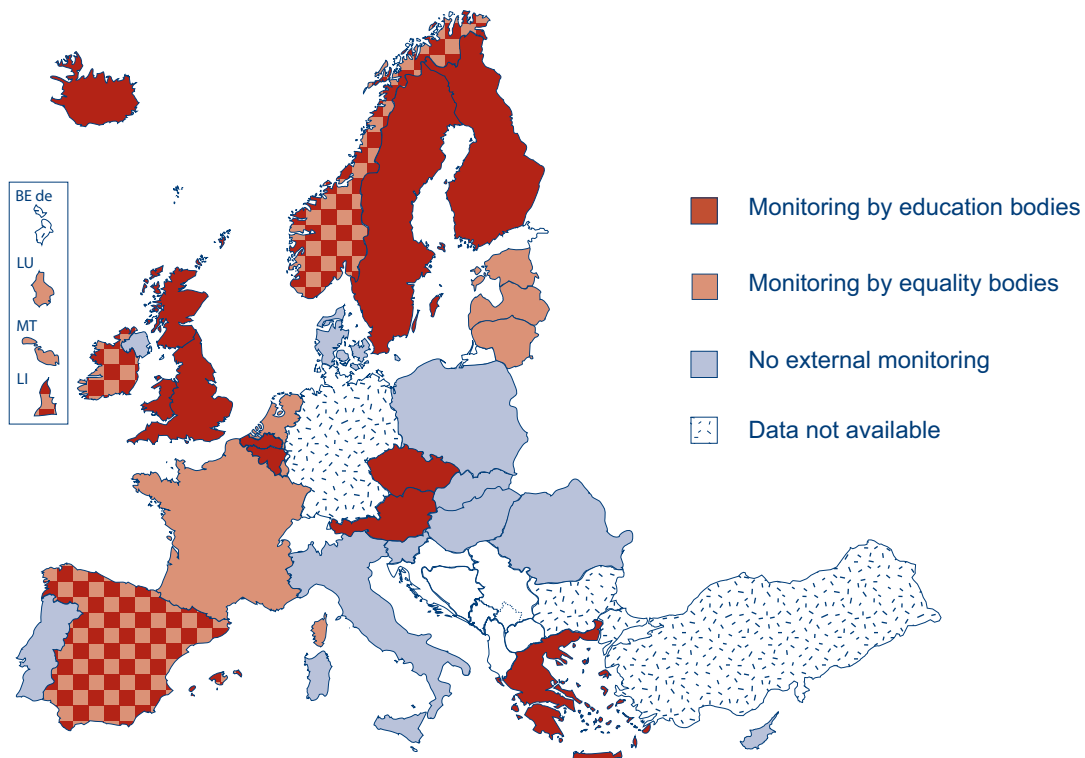 BE de
LU
MT
LI
Monitoring by education bodies
Monitoring by equality bodies
No external monitoring
Data not available